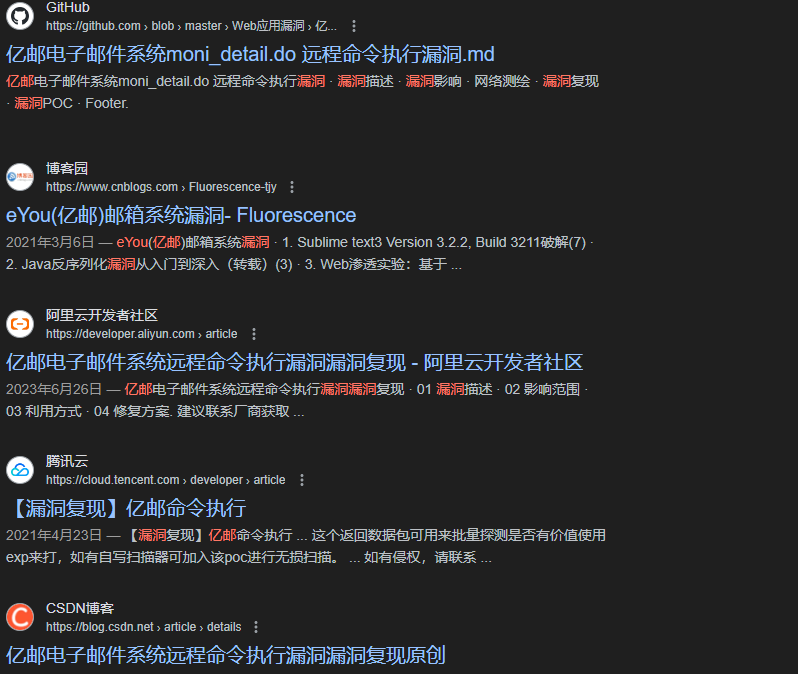 GitHub
https://github.com › blob › master › Web应用漏洞 › 亿...
亿邮电子邮件系统moni_detail.do 远程命令执行漏洞.md
亿邮电子邮件系统moni_detail.do 远程命令执行漏洞 · 漏洞描述 · 漏洞影响 · 网络测绘 · 漏洞复现
· 漏洞POC · Footer.
博客园
https://www.cnblogs.com › Fluorescence-tjy
eYou(亿邮)邮箱系统漏洞- Fluorescence
2021年3月6日 — eYou(亿邮)邮箱系统漏洞 · 1. Sublime text3 Version 3.2.2, Build 3211破解(7) ·
2. Java反序列化漏洞从入门到深入（转载）(3) · 3. Web渗透实验：基于 ...
阿里云开发者社区
https://developer.aliyun.com › article
亿邮电子邮件系统远程命令执行漏洞漏洞复现 - 阿里云开发者社区
2023年6月26日 — 亿邮电子邮件系统远程命令执行漏洞漏洞复现 · 01 漏洞描述 · 02 影响范围 ·
03 利用方式 · 04 修复方案. 建议联系厂商获取 ...
腾讯云
https://cloud.tencent.com › developer › article
【漏洞复现】亿邮命令执行
2021年4月23日 — 【漏洞复现】亿邮命令执行 ... 这个返回数据包可用来批量探测是否有价值使用
exp来打，如有自写扫描器可加入该poc进行无损扫描。 ... 如有侵权，请联系 ...
CSDN博客
https://blog.csdn.net › article › details
亿邮电子邮件系统远程命令执行漏洞漏洞复现原创